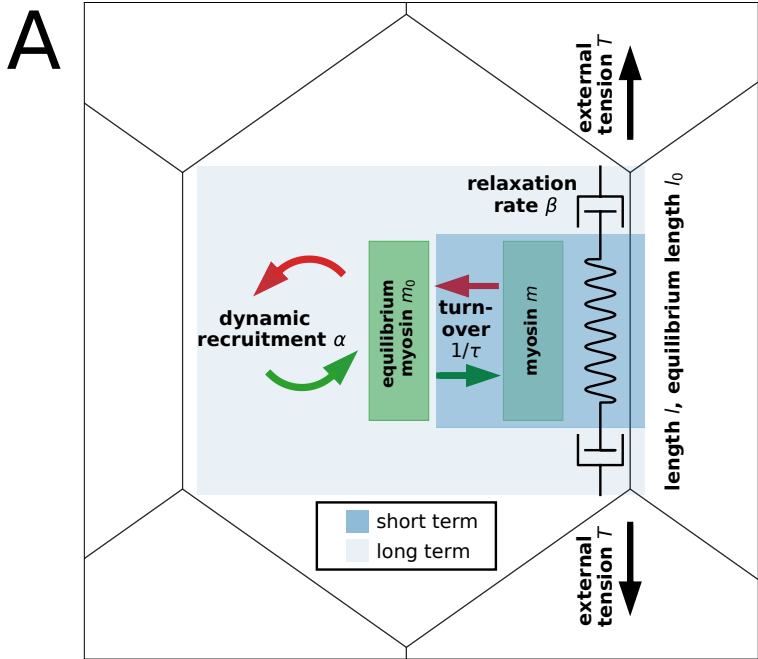 A
external
tension T
relaxation
rate β
dynamic
recruitment α
equilibrium
myosin m₀
turn-
over
1/τ
myosin m
length l, equilibrium length l₀
short term
long term
external
tension T